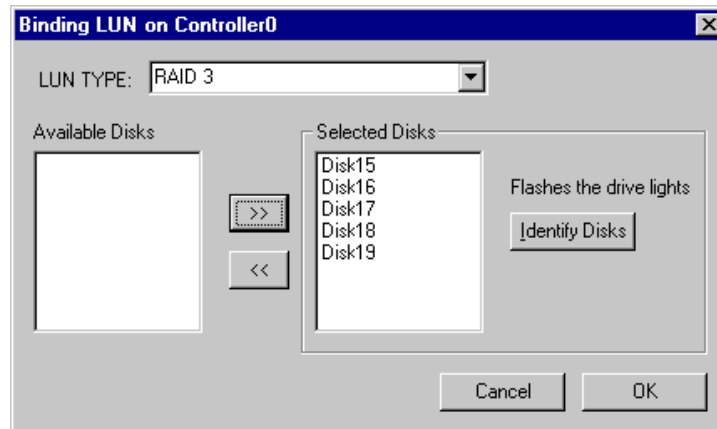 Binding LUN on Controller0
LUN TYPE: RAID 3
Available Disks
>>
<<
Selected Disks
Disk15
Disk16
Disk17
Disk18
Disk19
Flashes the drive lights
Identify Disks
Cancel OK